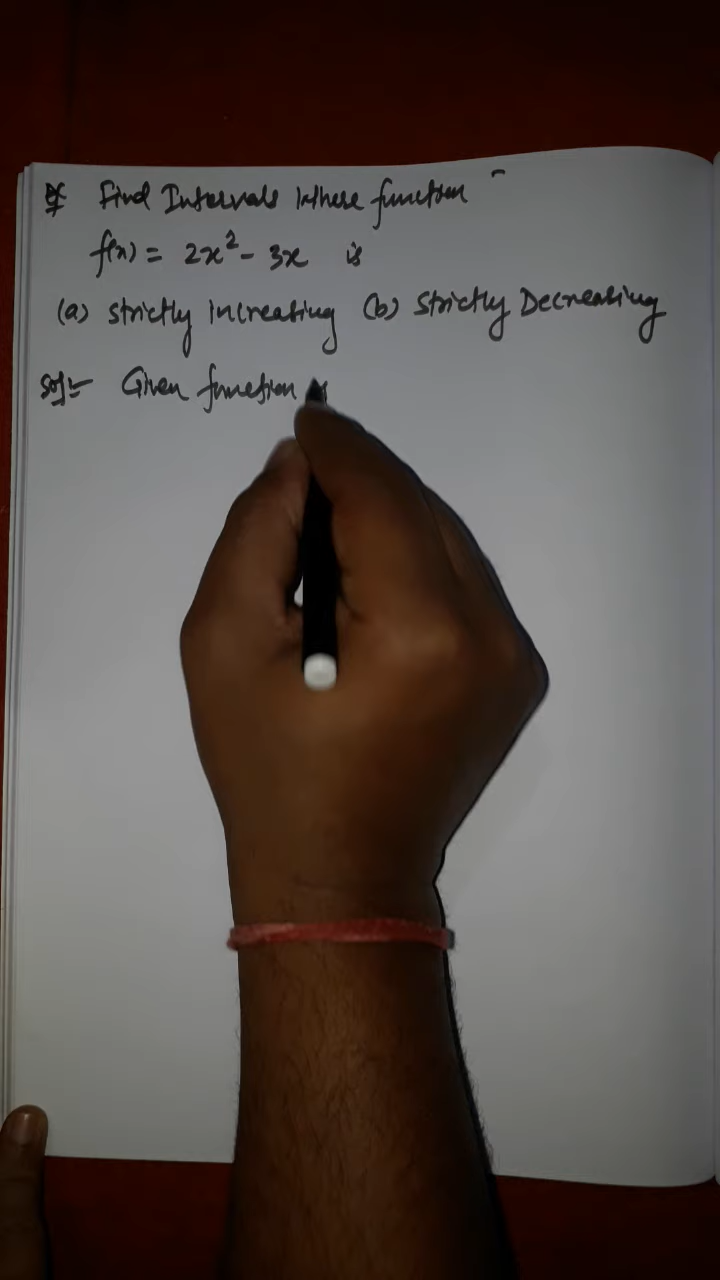 Q Find Intervals Where function
f(x) = 2x² - 3x is
(a) strictly increasing (b) strictly Decreasing
Sol:- Given function